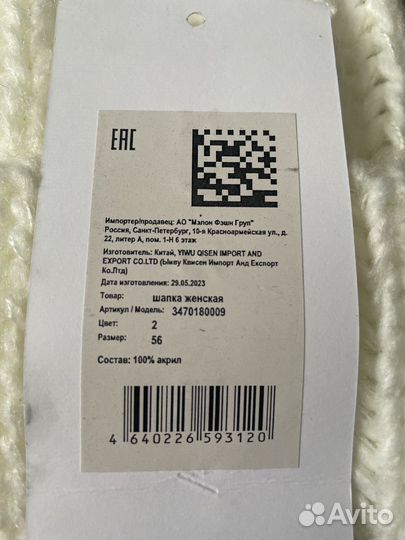 EAC
Импортер/продавец: АО "Мэлон Фэшн Груп"
Россия, Санкт-Петербург, 10-я Красноармейская ул., д.
22, литер А, пом. 1-Н 6 этаж
Изготовитель: Китай, YIWU QISEN IMPORT AND
EXPORT CO.LTD (Ыиву Квисен Импорт Анд Експорт
Ко.Лтд)
Дата изготовления: 29.05.2023
Товар: шапка женская
Артикул / Модель: 3470180009
Цвет: 2
Размер: 56
Состав: 100% акрил
4 640226 593120
Avito